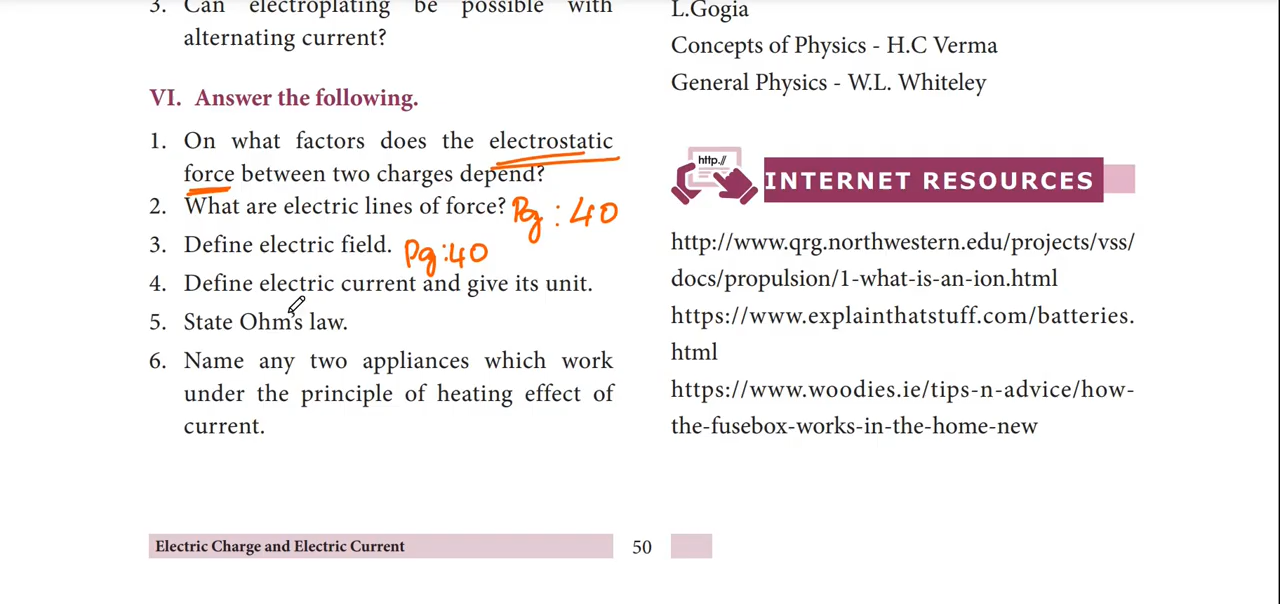 3. Can electroplating be possible with
alternating current?
VI. Answer the following.
1. On what factors does the electrostatic
force between two charges depend?
2. What are electric lines of force? Pg : 40
3. Define electric field. Pg : 40
4. Define electric current and give its unit.
5. State Ohm's law.
6. Name any two appliances which work
under the principle of heating effect of
current.
Electric Charge and Electric Current
50
L.Gogia
Concepts of Physics - H.C Verma
General Physics - W.L. Whiteley
http://
INTERNET RESOURCES
http://www.qrg.northwestern.edu/projects/vss/
docs/propulsion/1-what-is-an-ion.html
https://www.explainthatstuff.com/batteries.
html
https://www.woodies.ie/tips-n-advice/how-
the-fusebox-works-in-the-home-new